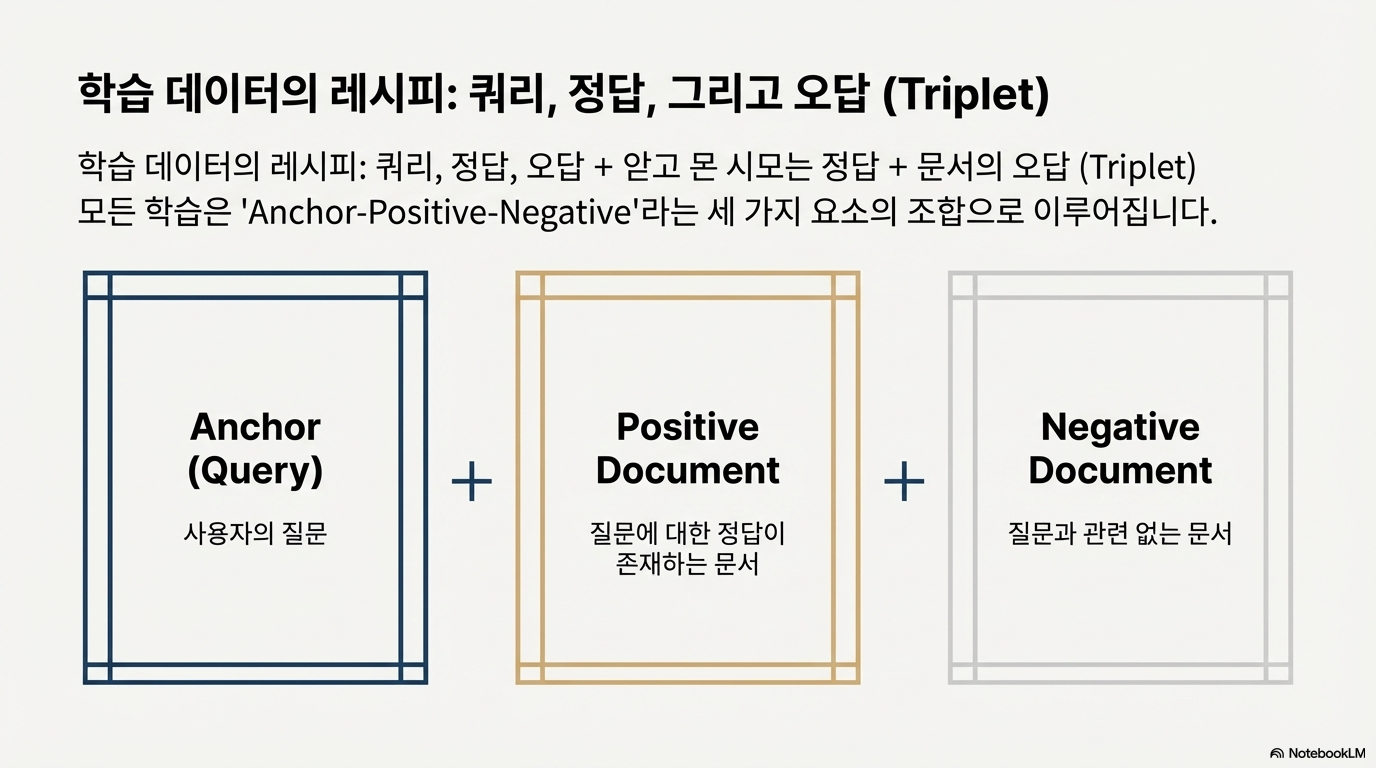 학습 데이터의 레시피: 쿼리, 정답, 그리고 오답 (Triplet)
학습 데이터의 레시피: 쿼리, 정답, 오답 + 앋고 몬 시모는 정답 + 문서의 오답 (Triplet)
모든 학습은 'Anchor-Positive-Negative'라는 세 가지 요소의 조합으로 이루어집니다.
Anchor
(Query)
사용자의 질문
+
Positive
Document
질문에 대한 정답이
존재하는 문서
+
Negative
Document
질문과 관련 없는 문서
NotebookLM